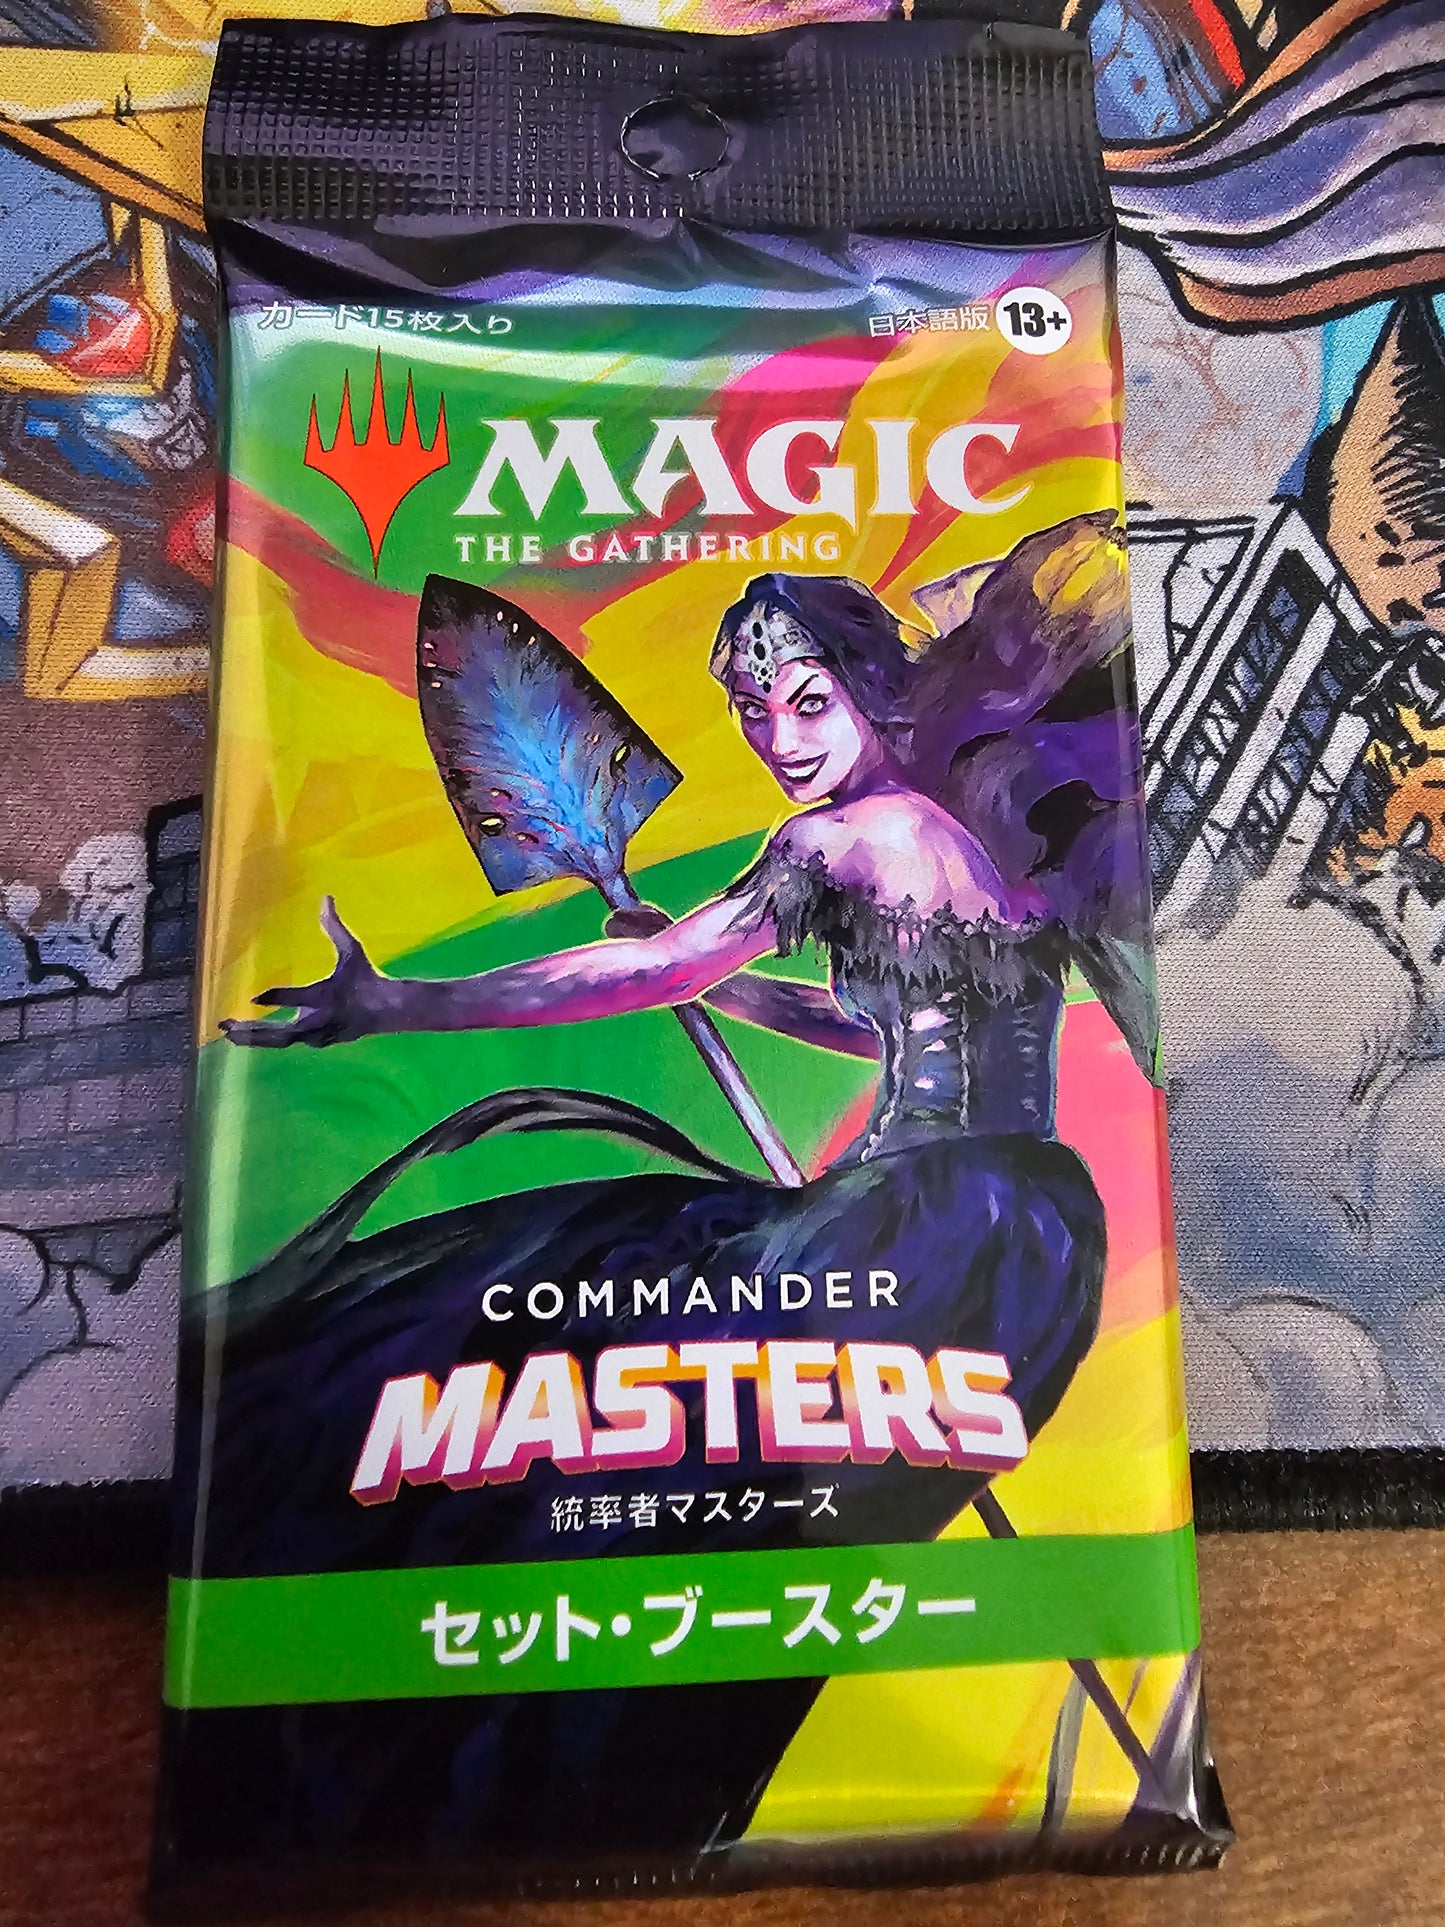 カード15枚入り
日本語版 13+
MAGIC
THE GATHERING
COMMANDER
MASTERS
統率者マスターズ
セット・ブースター